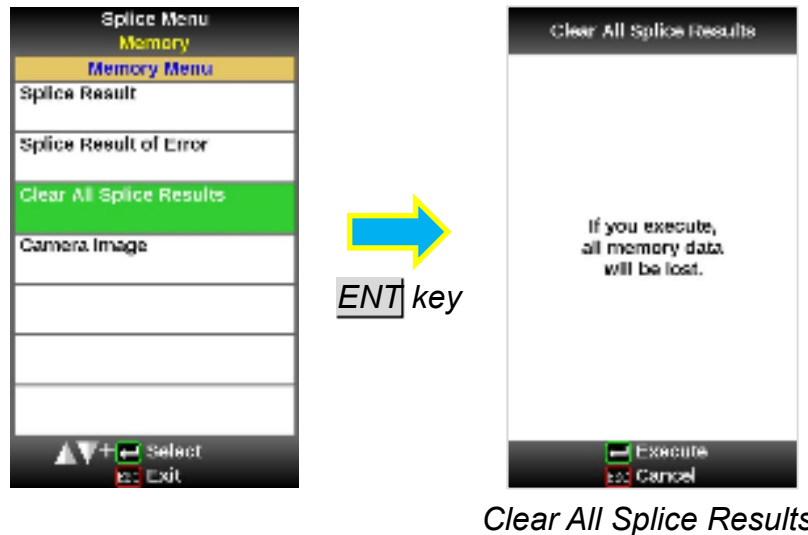 Splice Menu
Memory
Memory Menu
Splice Result
Splice Result of Error
Clear All Splice Results
Camera Image
+ Select
ESC Exit
ENT key
Clear All Splice Results
If you execute,
all memory data
will be lost.
Execute
ESC Cancel
Clear All Splice Results